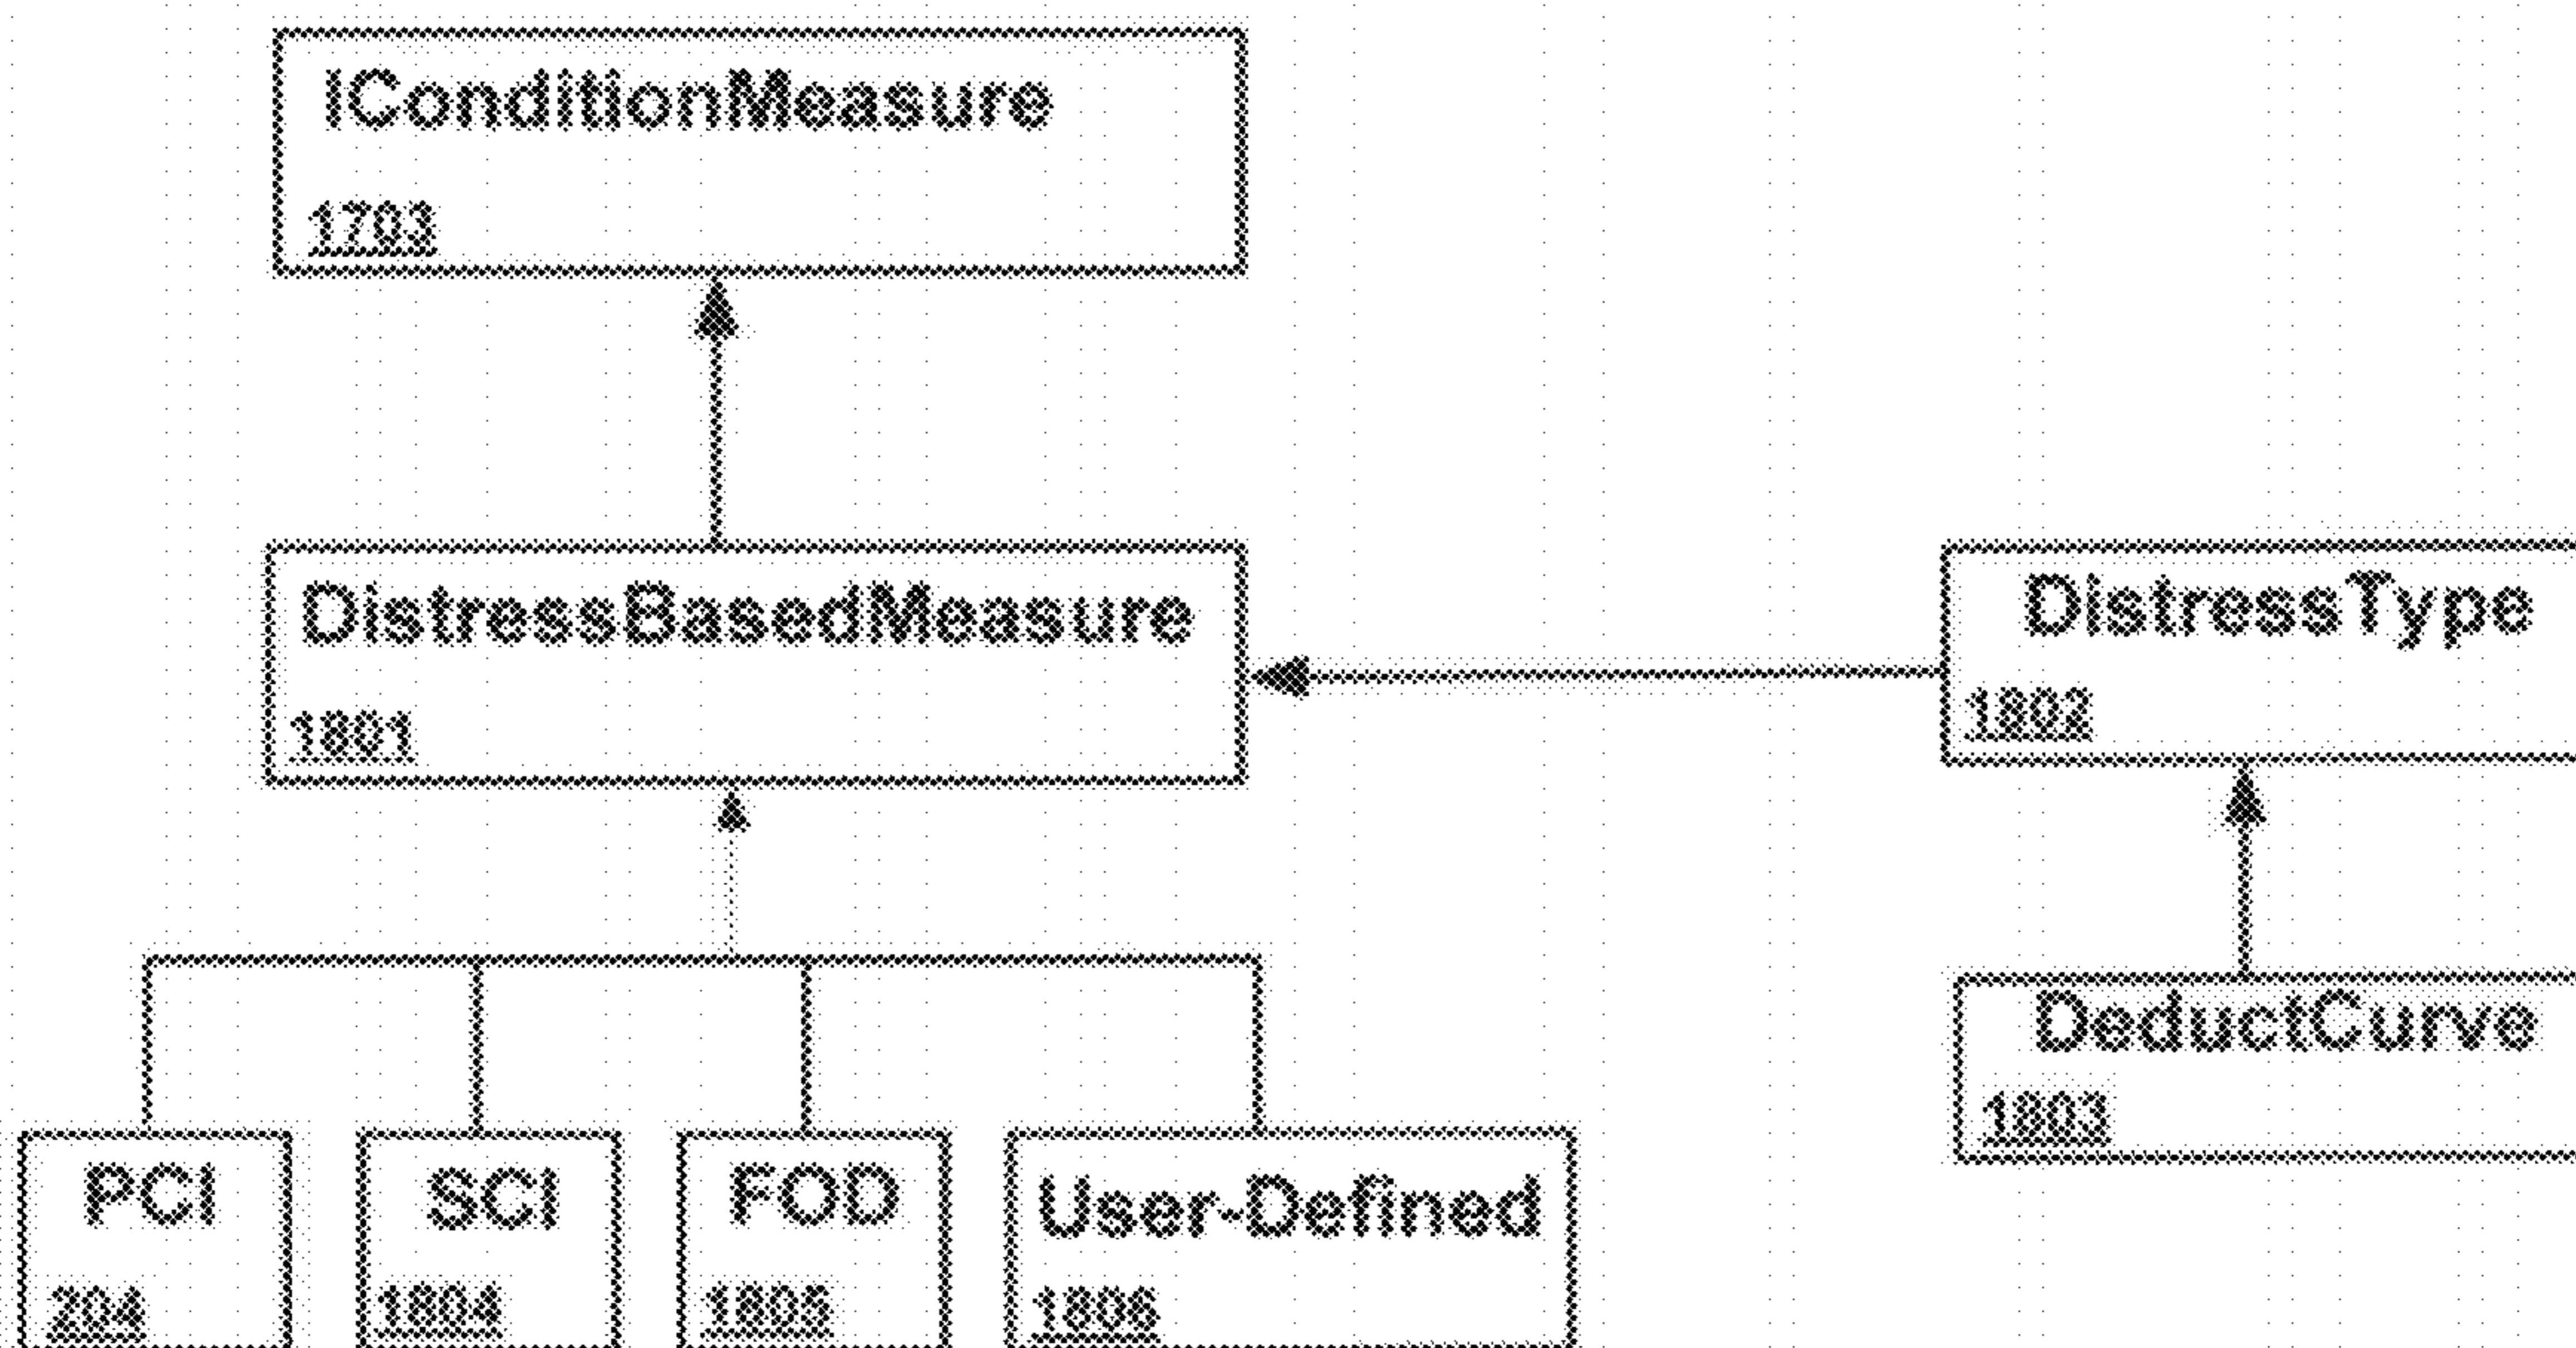 IConditionMeasure
1703
DistressBasedMeasure
1801
DistressType
1802
DeductCurve
1803
PCI
204
SCI
1804
FOD
1805
User-Defined
1806